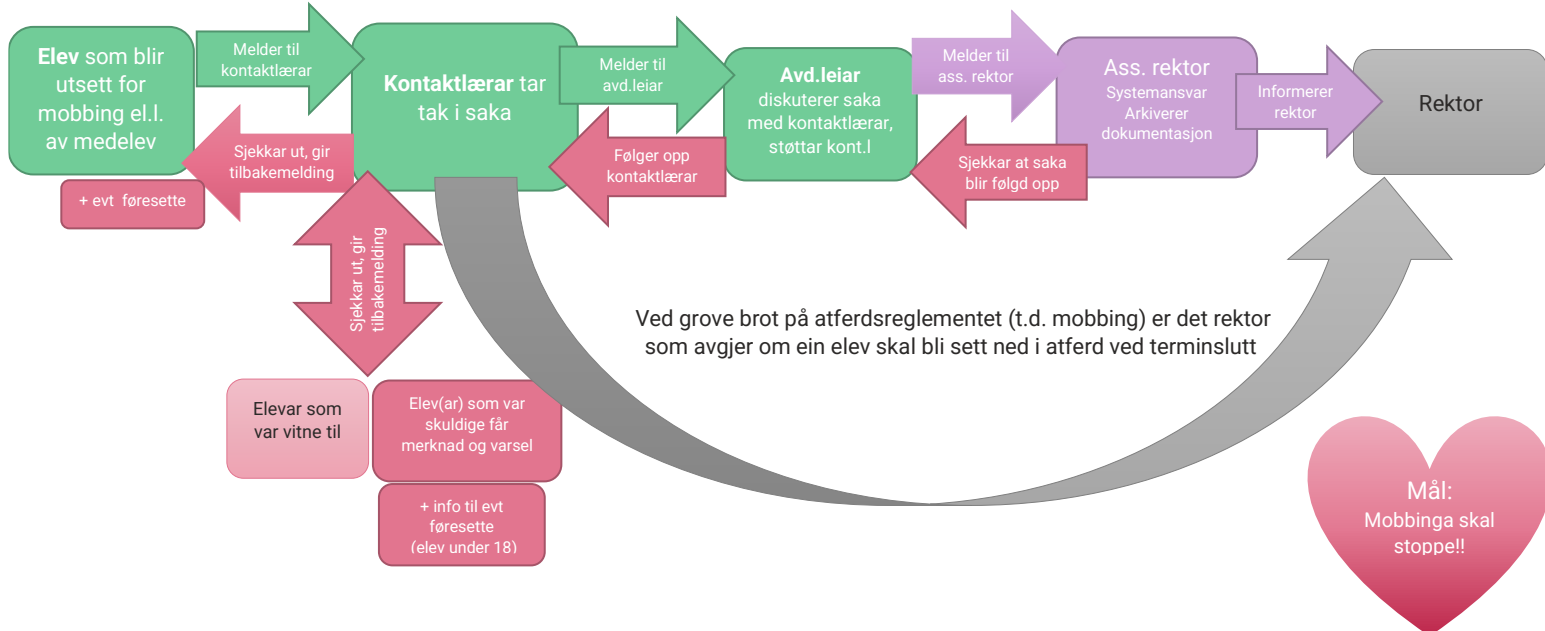 Elev som blir
utsett for
mobbing el.l.
av medelev
Melder til
kontaktlærar
Kontaktlærar tar
tak i saka
Melder til
avd.leiar
Avd.leiar
diskuterer saka
med kontaktlærar,
støttar kont.l
Melder til
ass. rektor
Ass. rektor
Systemansvar
Arkiverer
dokumentasjon
Informerer
rektor
Rektor
Sjekkar ut, gir
tilbakemelding
+ evt føresette
Følger opp
kontaktlærar
Sjekkar at saka
blir følgd opp
Sjekkar ut, gir
tilbakemelding
Ved grove brot på atferdsreglementet (t.d. mobbing) er det rektor
som avgjer om ein elev skal bli sett ned i atferd ved terminslutt
Elevar som
var vitne til
Elev(ar) som var
skuldige får
merknad og varsel
+ info til evt
føresette
(elev under 18)
Mål:
Mobbinga skal
stoppe!!